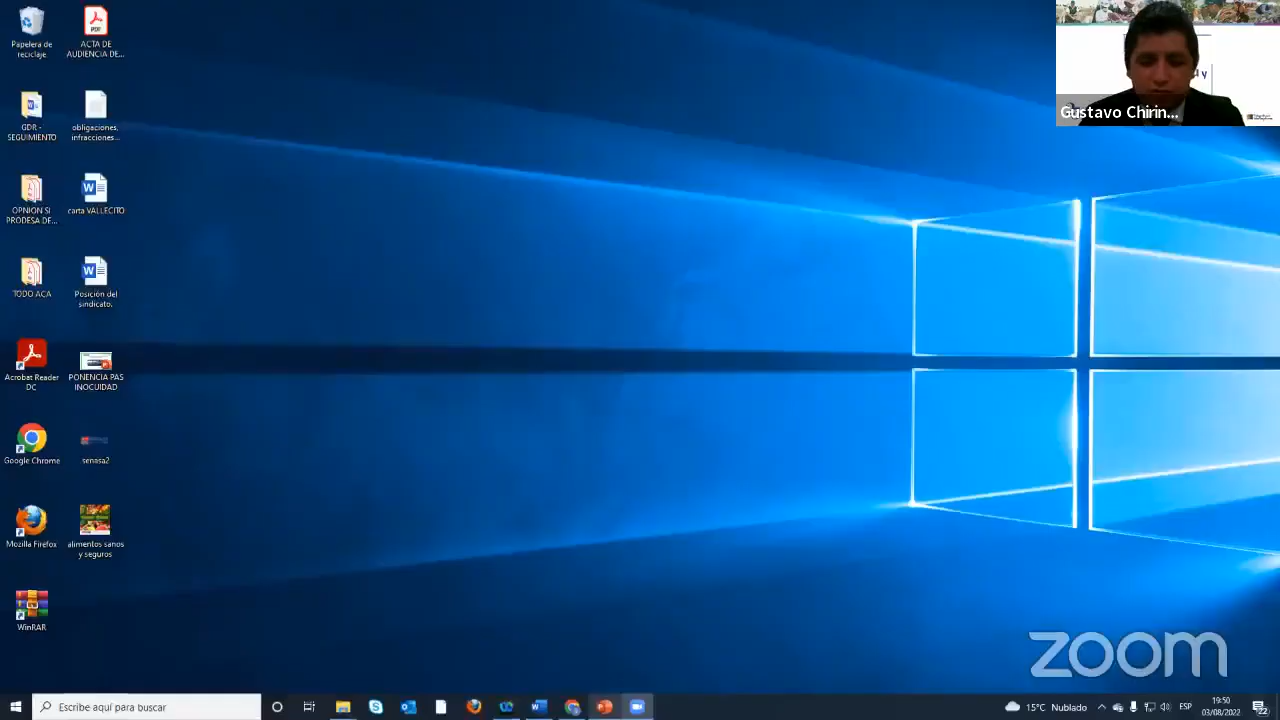 Papelera de
reciclaje
ACTA DE
AUDIENCIA DE...
GDR -
SEGUIMIENTO
obligaciones,
infracciones...
OPNION SI
PRODESA DE...
carta VALLECITO
TODO ACA
Posición del
sindicato.
Acrobat Reader
DC
PONENCIA PAS
INOCUIDAD
Google Chrome
senasa2
Mozilla Firefox
alimentos sanos
y seguros
WinRAR
Gustavo Chirin...
zoom
Escribe aquí para buscar
15°C Nublado
ESP
19:50
03/08/2022
22